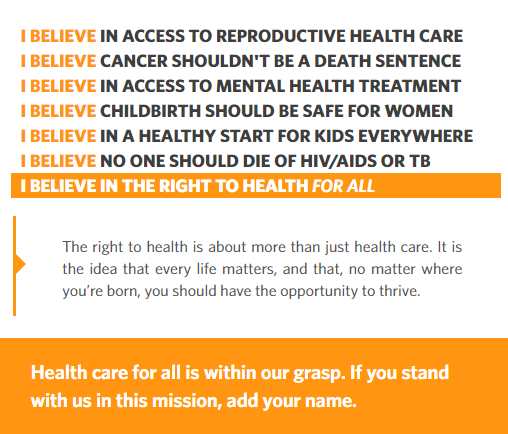 I BELIEVE IN ACCESS TO REPRODUCTIVE HEALTH CARE
I BELIEVE CANCER SHOULDN'T BE A DEATH SENTENCE
I BELIEVE IN ACCESS TO MENTAL HEALTH TREATMENT
I BELIEVE CHILDBIRTH SHOULD BE SAFE FOR WOMEN
I BELIEVE IN A HEALTHY START FOR KIDS EVERYWHERE
I BELIEVE NO ONE SHOULD DIE OF HIV/AIDS OR TB
I BELIEVE IN THE RIGHT TO HEALTH FOR ALL
The right to health is about more than just health care. It is
the idea that every life matters, and that, no matter where
you're born, you should have the opportunity to thrive.
Health care for all is within our grasp. If you stand
with us in this mission, add your name.